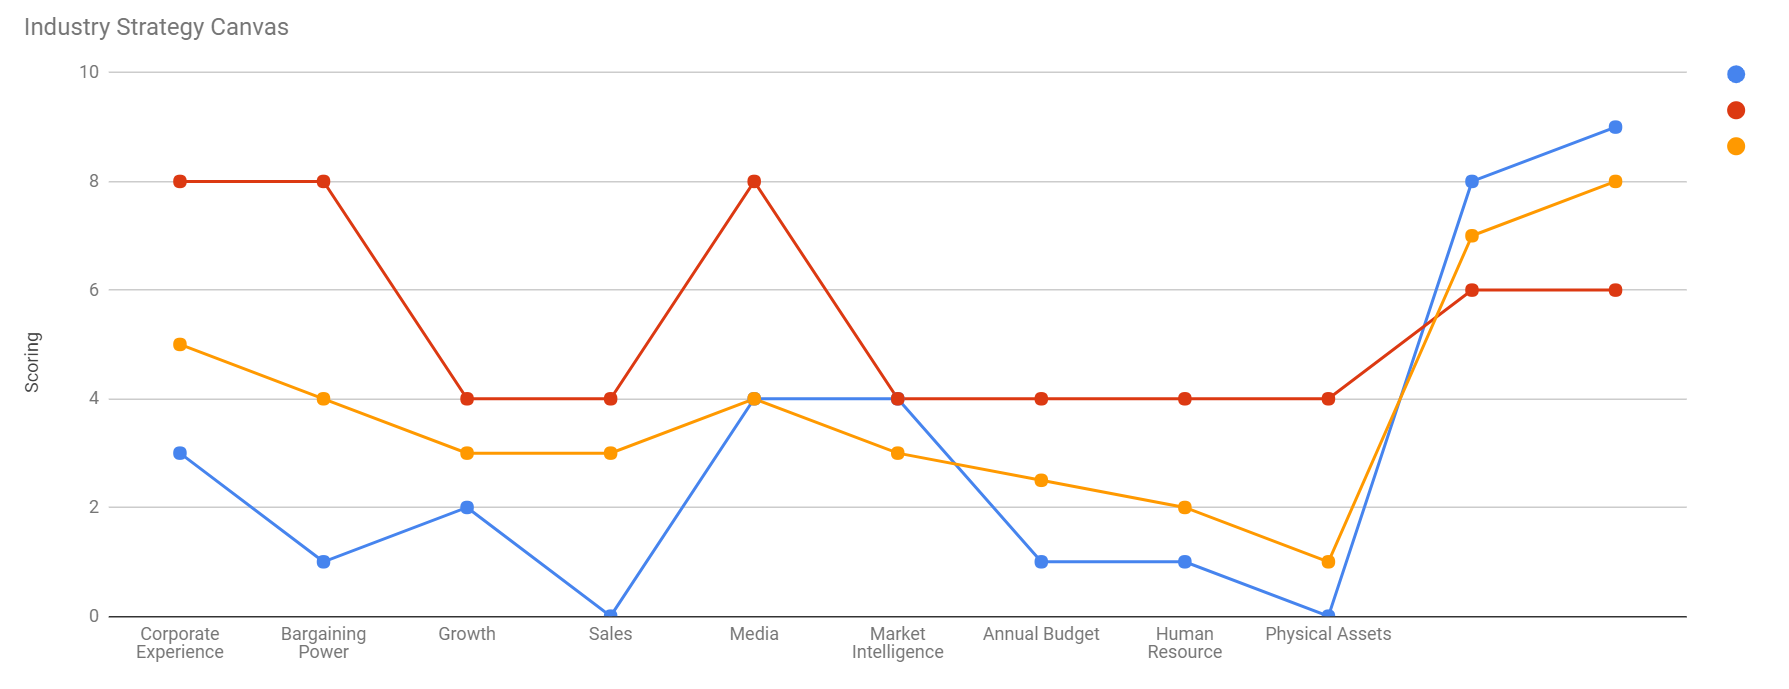 Industry Strategy Canvas
10
8
6
4
2
0
Scoring
Corporate
Experience
Bargaining
Power
Growth
Sales
Media
Market
Intelligence
Annual Budget
Human
Resource
Physical Assets